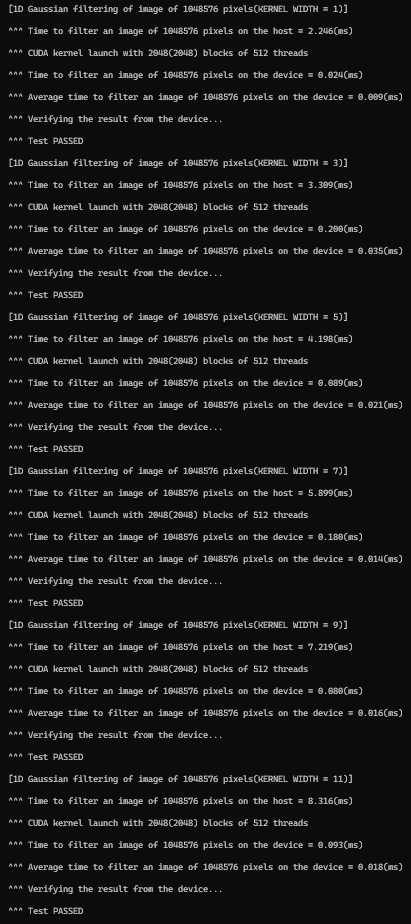 [1D Gaussian filtering of image of 1048576 pixels(KERNEL WIDTH = 1)]
^^^ Time to filter an image of 1048576 pixels on the host = 2.246(ms)
^^^ CUDA kernel launch with 2048(2048) blocks of 512 threads
^^^ Time to filter an image of 1048576 pixels on the device = 0.024(ms)
^^^ Average time to filter an image of 1048576 pixels on the device = 0.009(ms)
^^^ Verifying the result from the device...
^^^ Test PASSED
[1D Gaussian filtering of image of 1048576 pixels(KERNEL WIDTH = 3)]
^^^ Time to filter an image of 1048576 pixels on the host = 3.309(ms)
^^^ CUDA kernel launch with 2048(2048) blocks of 512 threads
^^^ Time to filter an image of 1048576 pixels on the device = 0.200(ms)
^^^ Average time to filter an image of 1048576 pixels on the device = 0.035(ms)
^^^ Verifying the result from the device...
^^^ Test PASSED
[1D Gaussian filtering of image of 1048576 pixels(KERNEL WIDTH = 5)]
^^^ Time to filter an image of 1048576 pixels on the host = 4.198(ms)
^^^ CUDA kernel launch with 2048(2048) blocks of 512 threads
^^^ Time to filter an image of 1048576 pixels on the device = 0.089(ms)
^^^ Average time to filter an image of 1048576 pixels on the device = 0.021(ms)
^^^ Verifying the result from the device...
^^^ Test PASSED
[1D Gaussian filtering of image of 1048576 pixels(KERNEL WIDTH = 7)]
^^^ Time to filter an image of 1048576 pixels on the host = 5.899(ms)
^^^ CUDA kernel launch with 2048(2048) blocks of 512 threads
^^^ Time to filter an image of 1048576 pixels on the device = 0.180(ms)
^^^ Average time to filter an image of 1048576 pixels on the device = 0.014(ms)
^^^ Verifying the result from the device...
^^^ Test PASSED
[1D Gaussian filtering of image of 1048576 pixels(KERNEL WIDTH = 9)]
^^^ Time to filter an image of 1048576 pixels on the host = 7.219(ms)
^^^ CUDA kernel launch with 2048(2048) blocks of 512 threads
^^^ Time to filter an image of 1048576 pixels on the device = 0.080(ms)
^^^ Average time to filter an image of 1048576 pixels on the device = 0.016(ms)
^^^ Verifying the result from the device...
^^^ Test PASSED
[1D Gaussian filtering of image of 1048576 pixels(KERNEL WIDTH = 11)]
^^^ Time to filter an image of 1048576 pixels on the host = 8.316(ms)
^^^ CUDA kernel launch with 2048(2048) blocks of 512 threads
^^^ Time to filter an image of 1048576 pixels on the device = 0.093(ms)
^^^ Average time to filter an image of 1048576 pixels on the device = 0.018(ms)
^^^ Verifying the result from the device...
^^^ Test PASSED